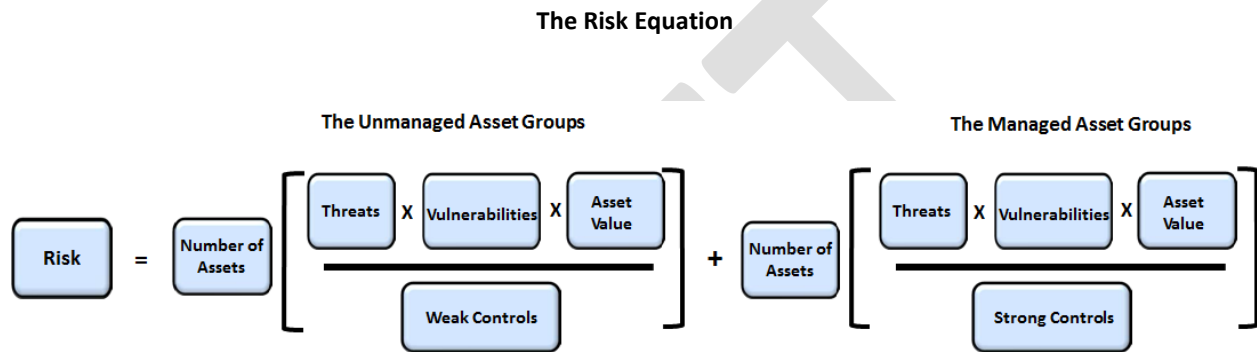 The Risk Equation
The Unmanaged Asset Groups
The Managed Asset Groups
Risk
=
Number of
Assets
[
Threats X Vulnerabilities X Asset
Value
Weak Controls
]
+
Number of
Assets
[
Threats X Vulnerabilities X Asset
Value
Strong Controls
]